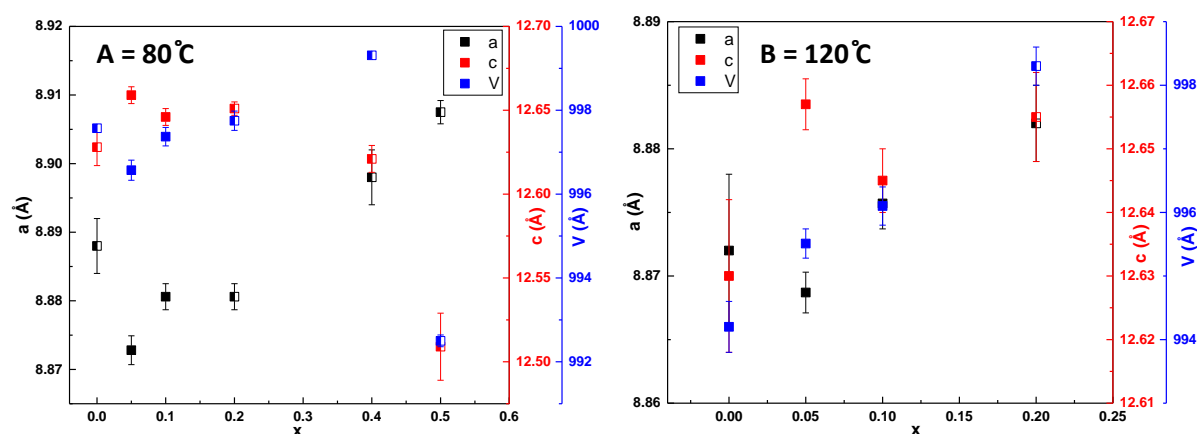 A = 80˚C
a
c
V
8.92
8.91
8.90
8.89
8.88
8.87
a (Å)
0.0
0.1
0.2
0.3
0.4
0.5
0.6
x
12.70
12.65
12.60
12.55
12.50
c (Å)
1000
998
996
994
992
V (Å)
B = 120˚C
a
c
V
8.89
8.88
8.87
8.86
a (Å)
0.00
0.05
0.10
0.15
0.20
0.25
x
12.67
12.66
12.65
12.64
12.63
12.62
12.61
c (Å)
998
996
994
V (Å)